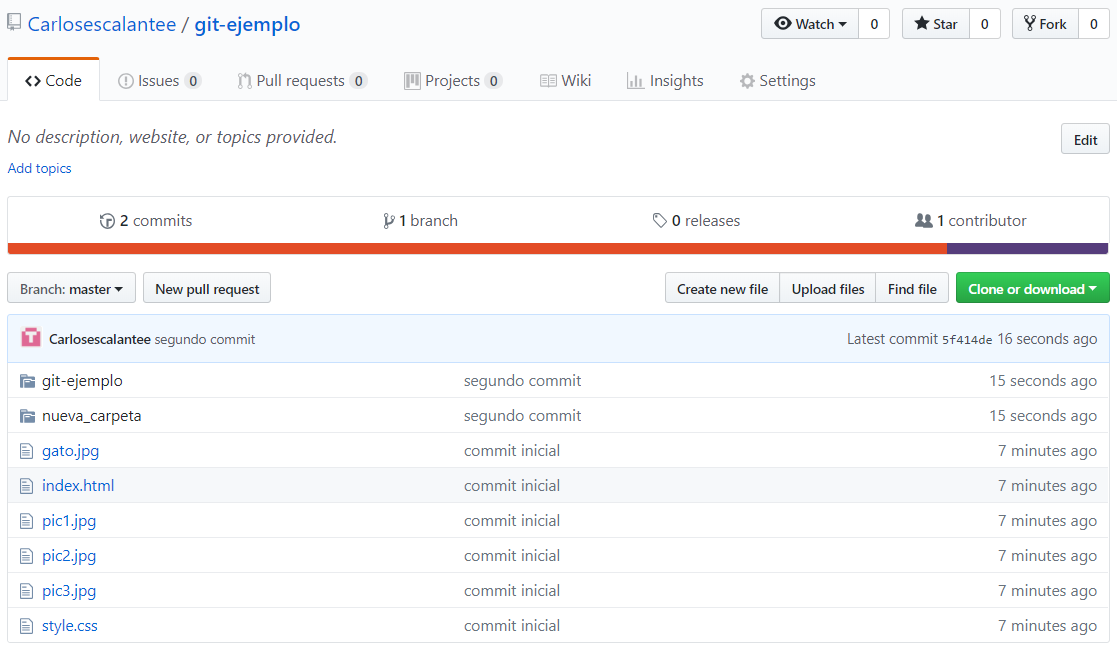 Carlosescalantee / git-ejemplo Watch 0 Star 0 Fork 0
Code Issues 0 Pull requests 0 Projects 0 Wiki Insights Settings
No description, website, or topics provided. Edit
Add topics
2 commits 1 branch 0 releases 1 contributor
Branch: master New pull request Create new file Upload files Find file Clone or download
Carlosescalantee segundo commit Latest commit 5f414de 16 seconds ago
git-ejemplo segundo commit 15 seconds ago
nueva_carpeta segundo commit 15 seconds ago
gato.jpg commit inicial 7 minutes ago
index.html commit inicial 7 minutes ago
pic1.jpg commit inicial 7 minutes ago
pic2.jpg commit inicial 7 minutes ago
pic3.jpg commit inicial 7 minutes ago
style.css commit inicial 7 minutes ago